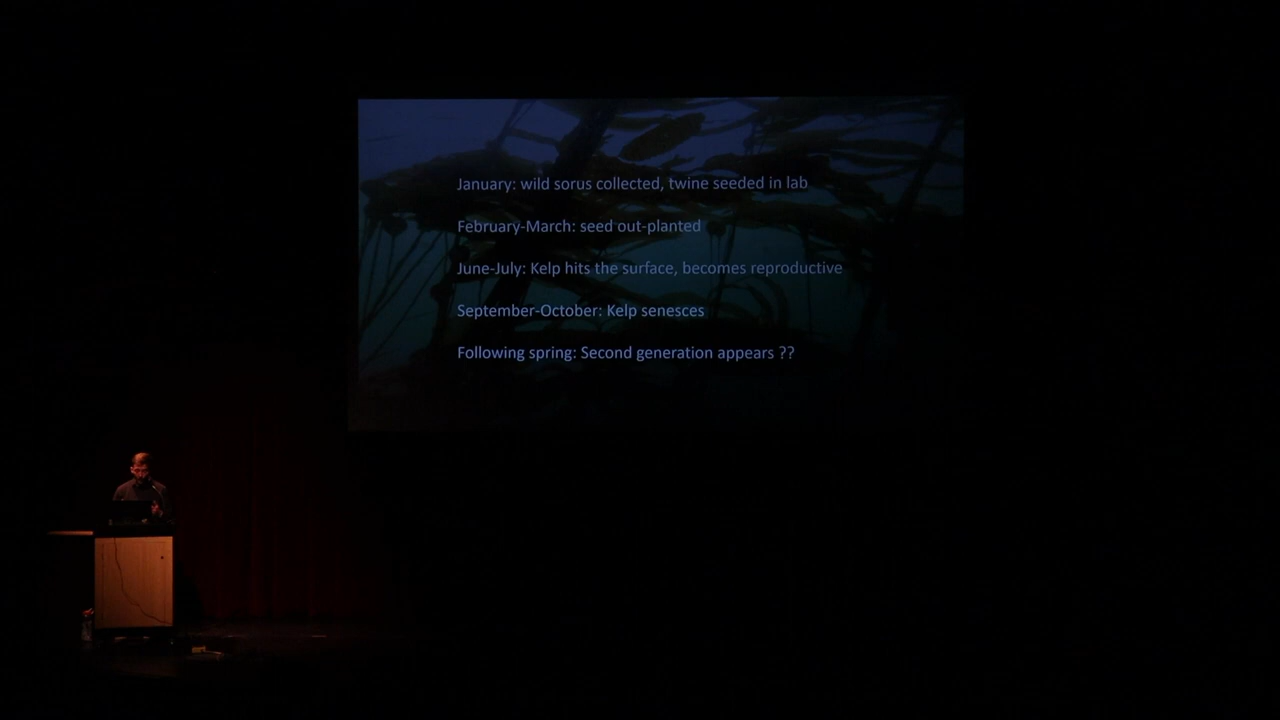 January: wild sorus collected, twine seeded in lab
February-March: seed out-planted
June-July: Kelp hits the surface, becomes reproductive
September-October: Kelp senesces
Following spring: Second generation appears ??